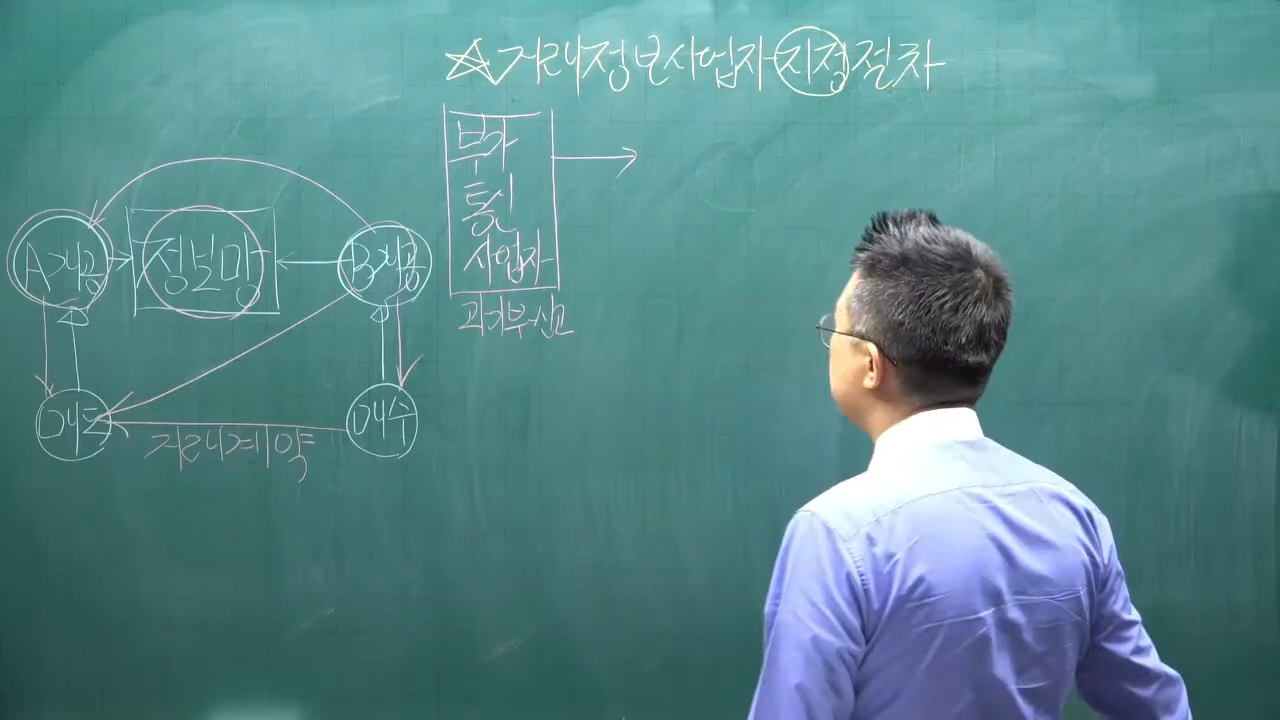 ☆거래정보사업자지정절차
부가
통신
사업자
과기부신고
A개공
정보망
B개공
매도
매수
거래계약